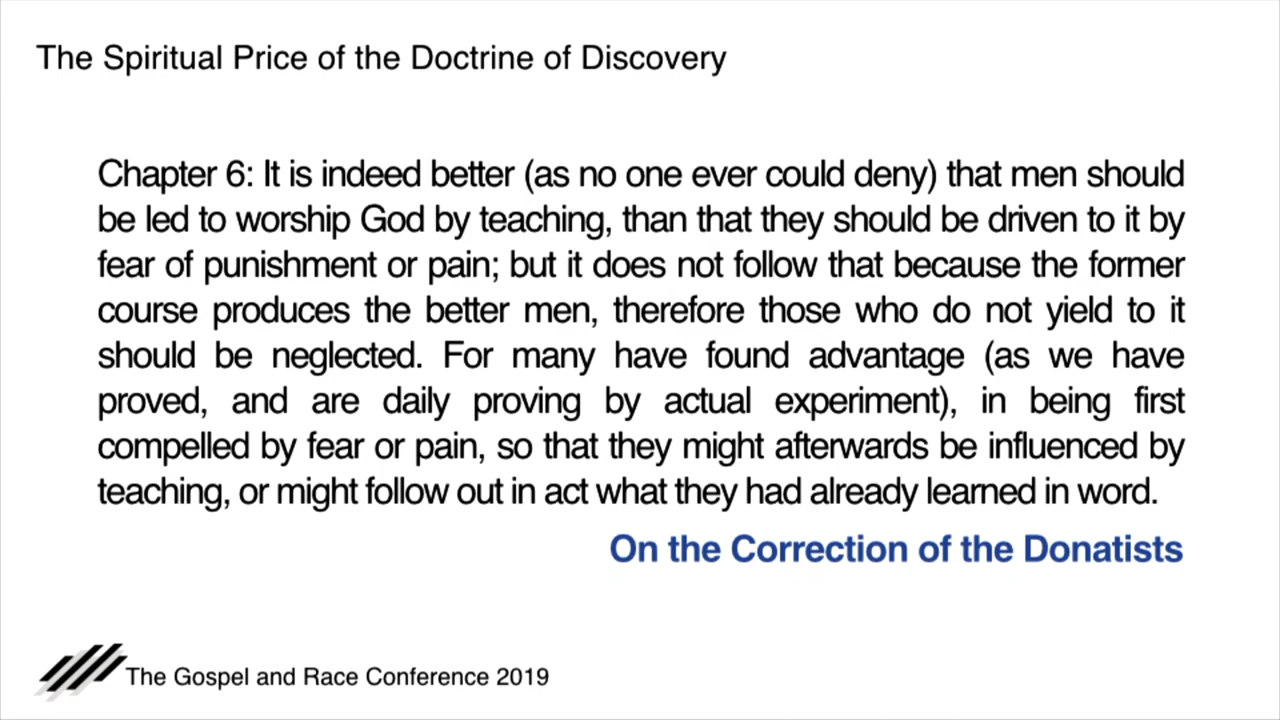 The Spiritual Price of the Doctrine of Discovery
Chapter 6: It is indeed better (as no one ever could deny) that men should
be led to worship God by teaching, than that they should be driven to it by
fear of punishment or pain; but it does not follow that because the former
course produces the better men, therefore those who do not yield to it
should be neglected. For many have found advantage (as we have
proved, and are daily proving by actual experiment), in being first
compelled by fear or pain, so that they might afterwards be influenced by
teaching, or might follow out in act what they had already learned in word.
On the Correction of the Donatists
The Gospel and Race Conference 2019